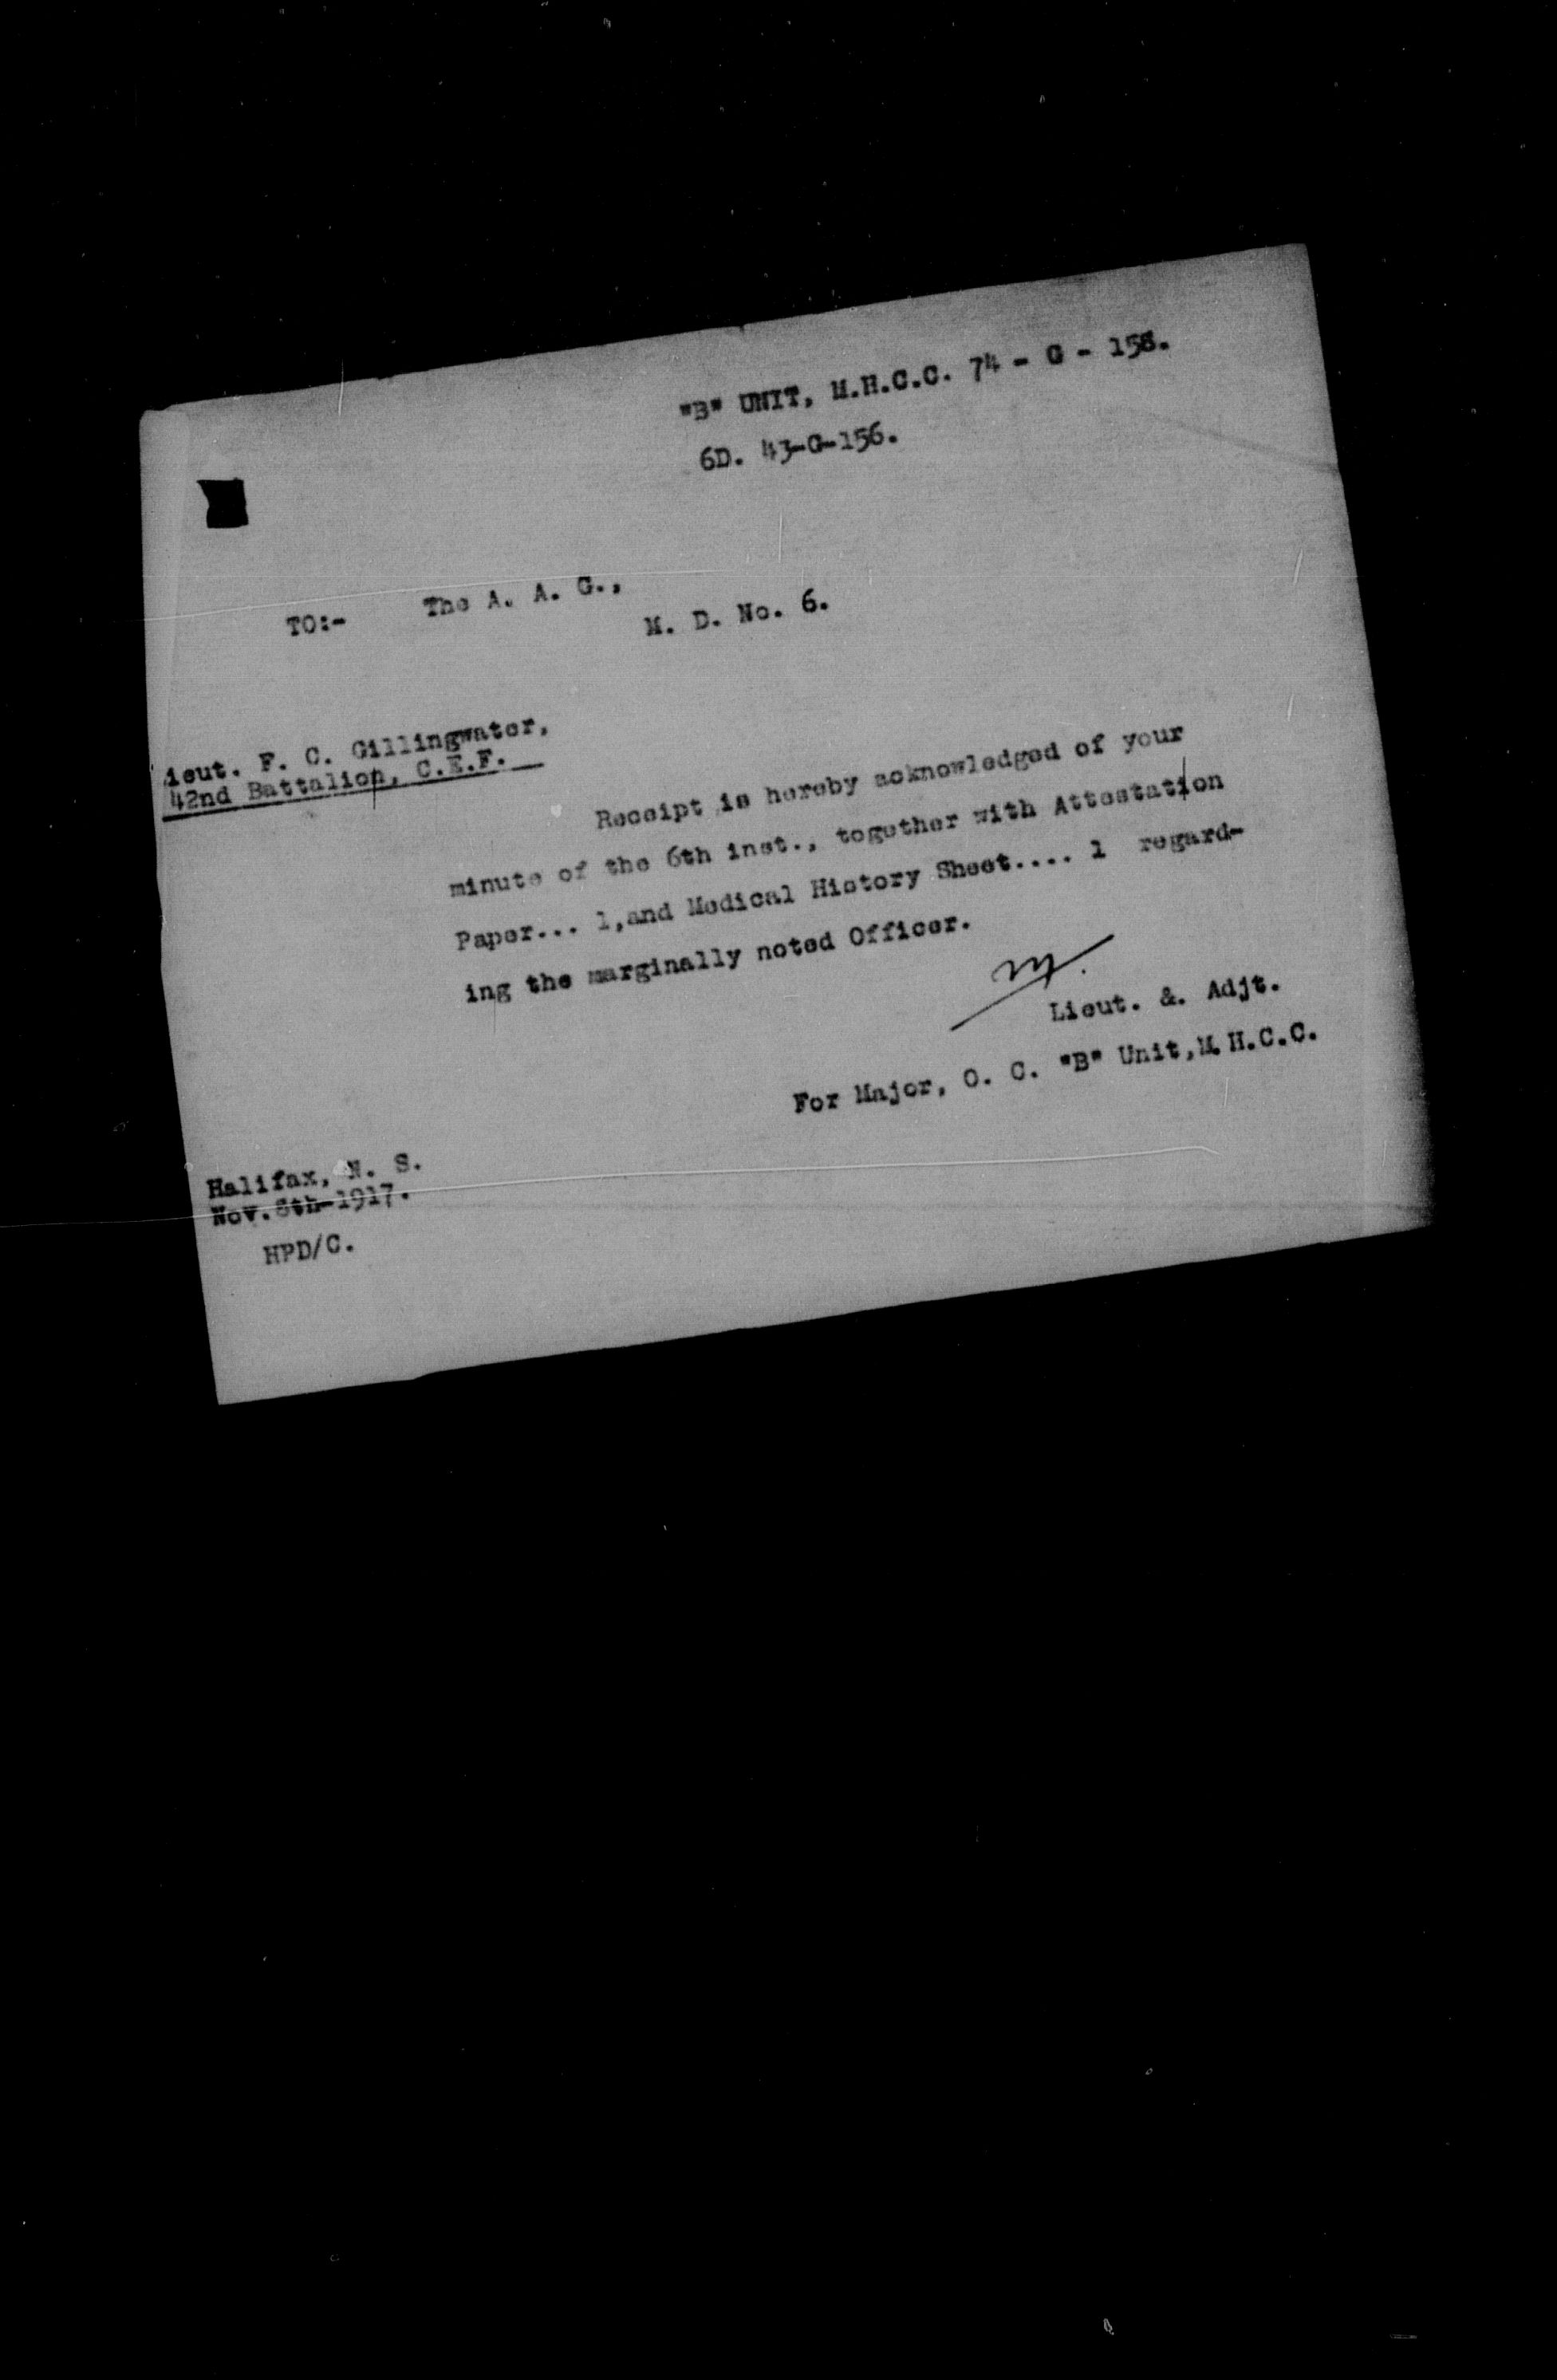 "B" UNIT, M.H.C.C. 74 - G - 158.
6D. 43-G-156.
TO:- The A. A. G.,
M. D. No. 6.
Lieut. F. C. Gillingwater,
42nd Battalion, C.E.F.
Receipt is hereby acknowledged of your
minute of the 6th inst., together with Attestation
Paper... 1,and Medical History Sheet.... 1 regard-
ing the marginally noted Officer.
Lieut. &. Adjt.
For Major, O. C. "B" Unit,M.H.C.C.
Halifax, N. S.
Nov.8th-1917.
HPD/C.